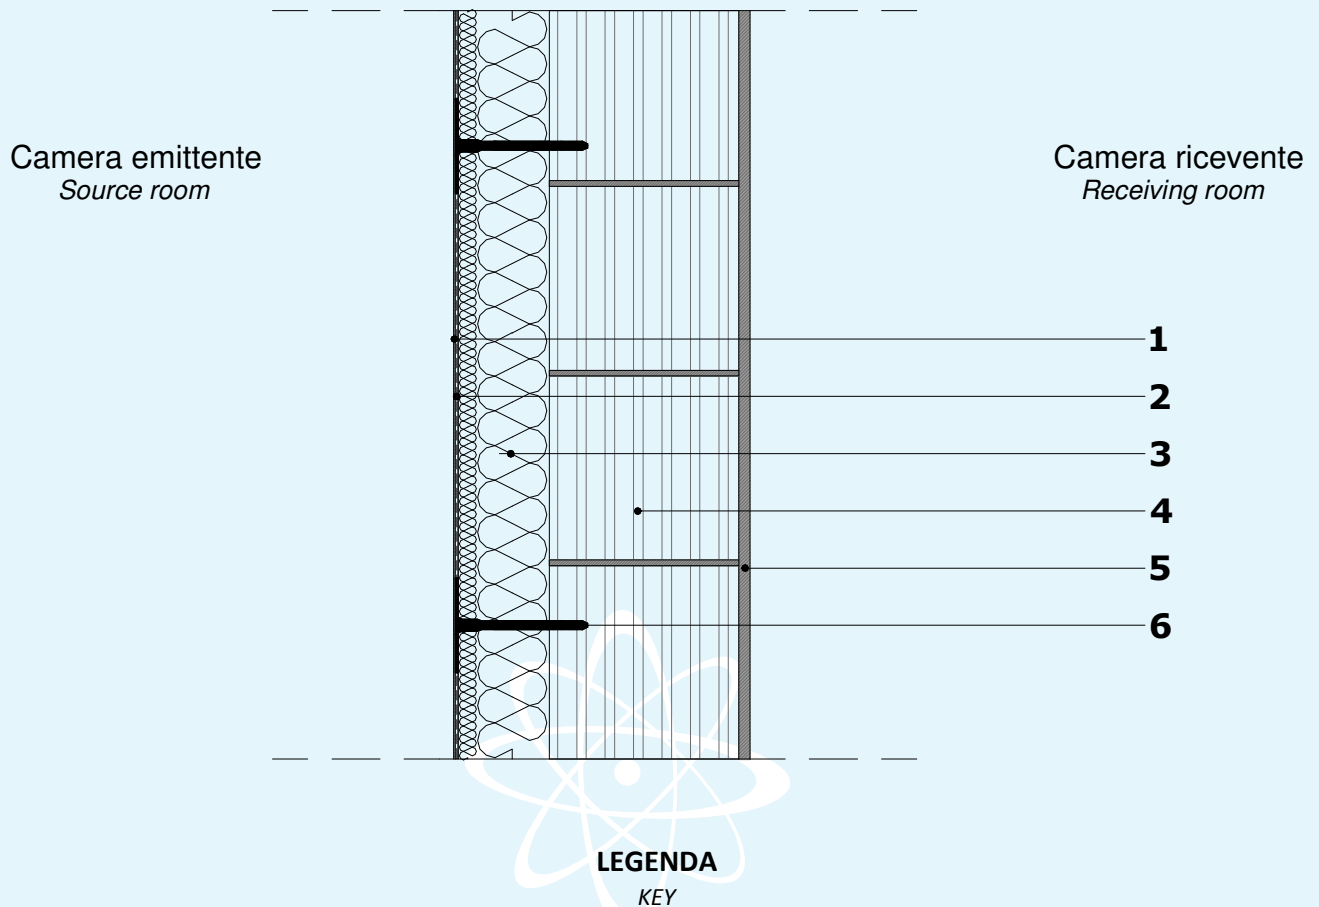 Camera emittente
Source room
Camera ricevente
Receiving room
1
2
3
4
5
6
LEGENDA
KEY